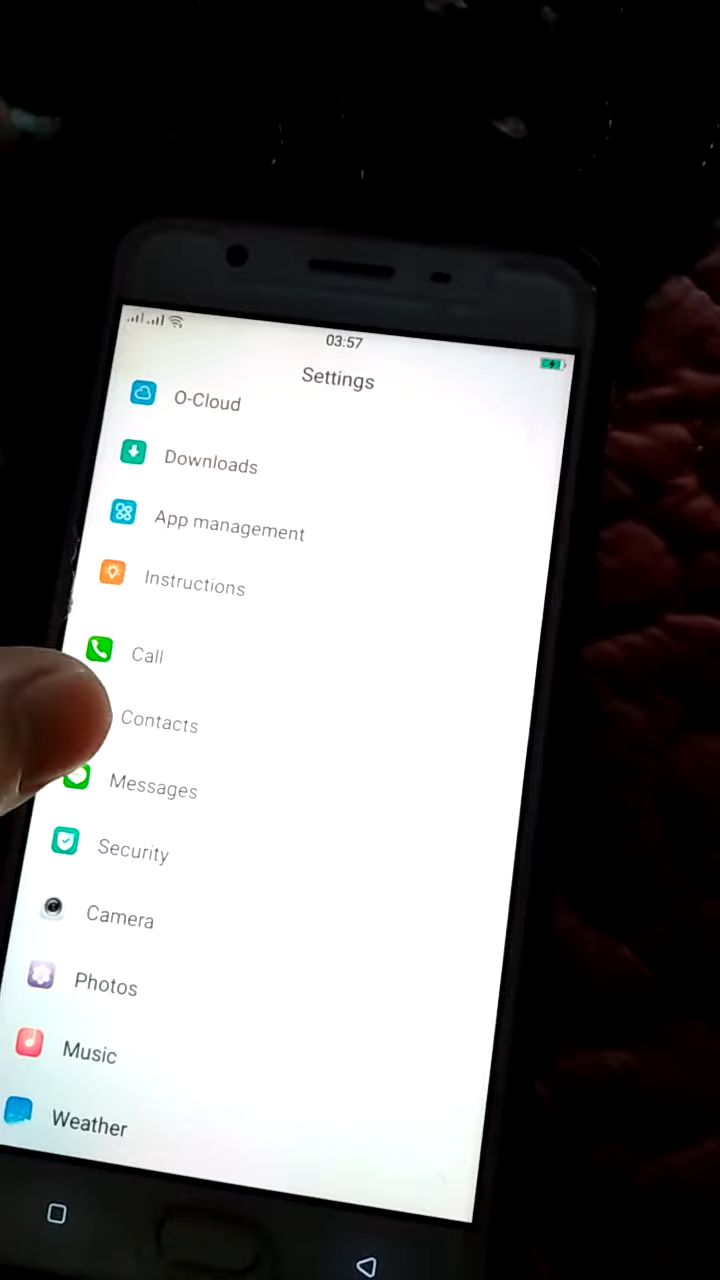 03:57
Settings
O-Cloud
Downloads
App management
Instructions
Call
Contacts
Messages
Security
Camera
Photos
Music
Weather